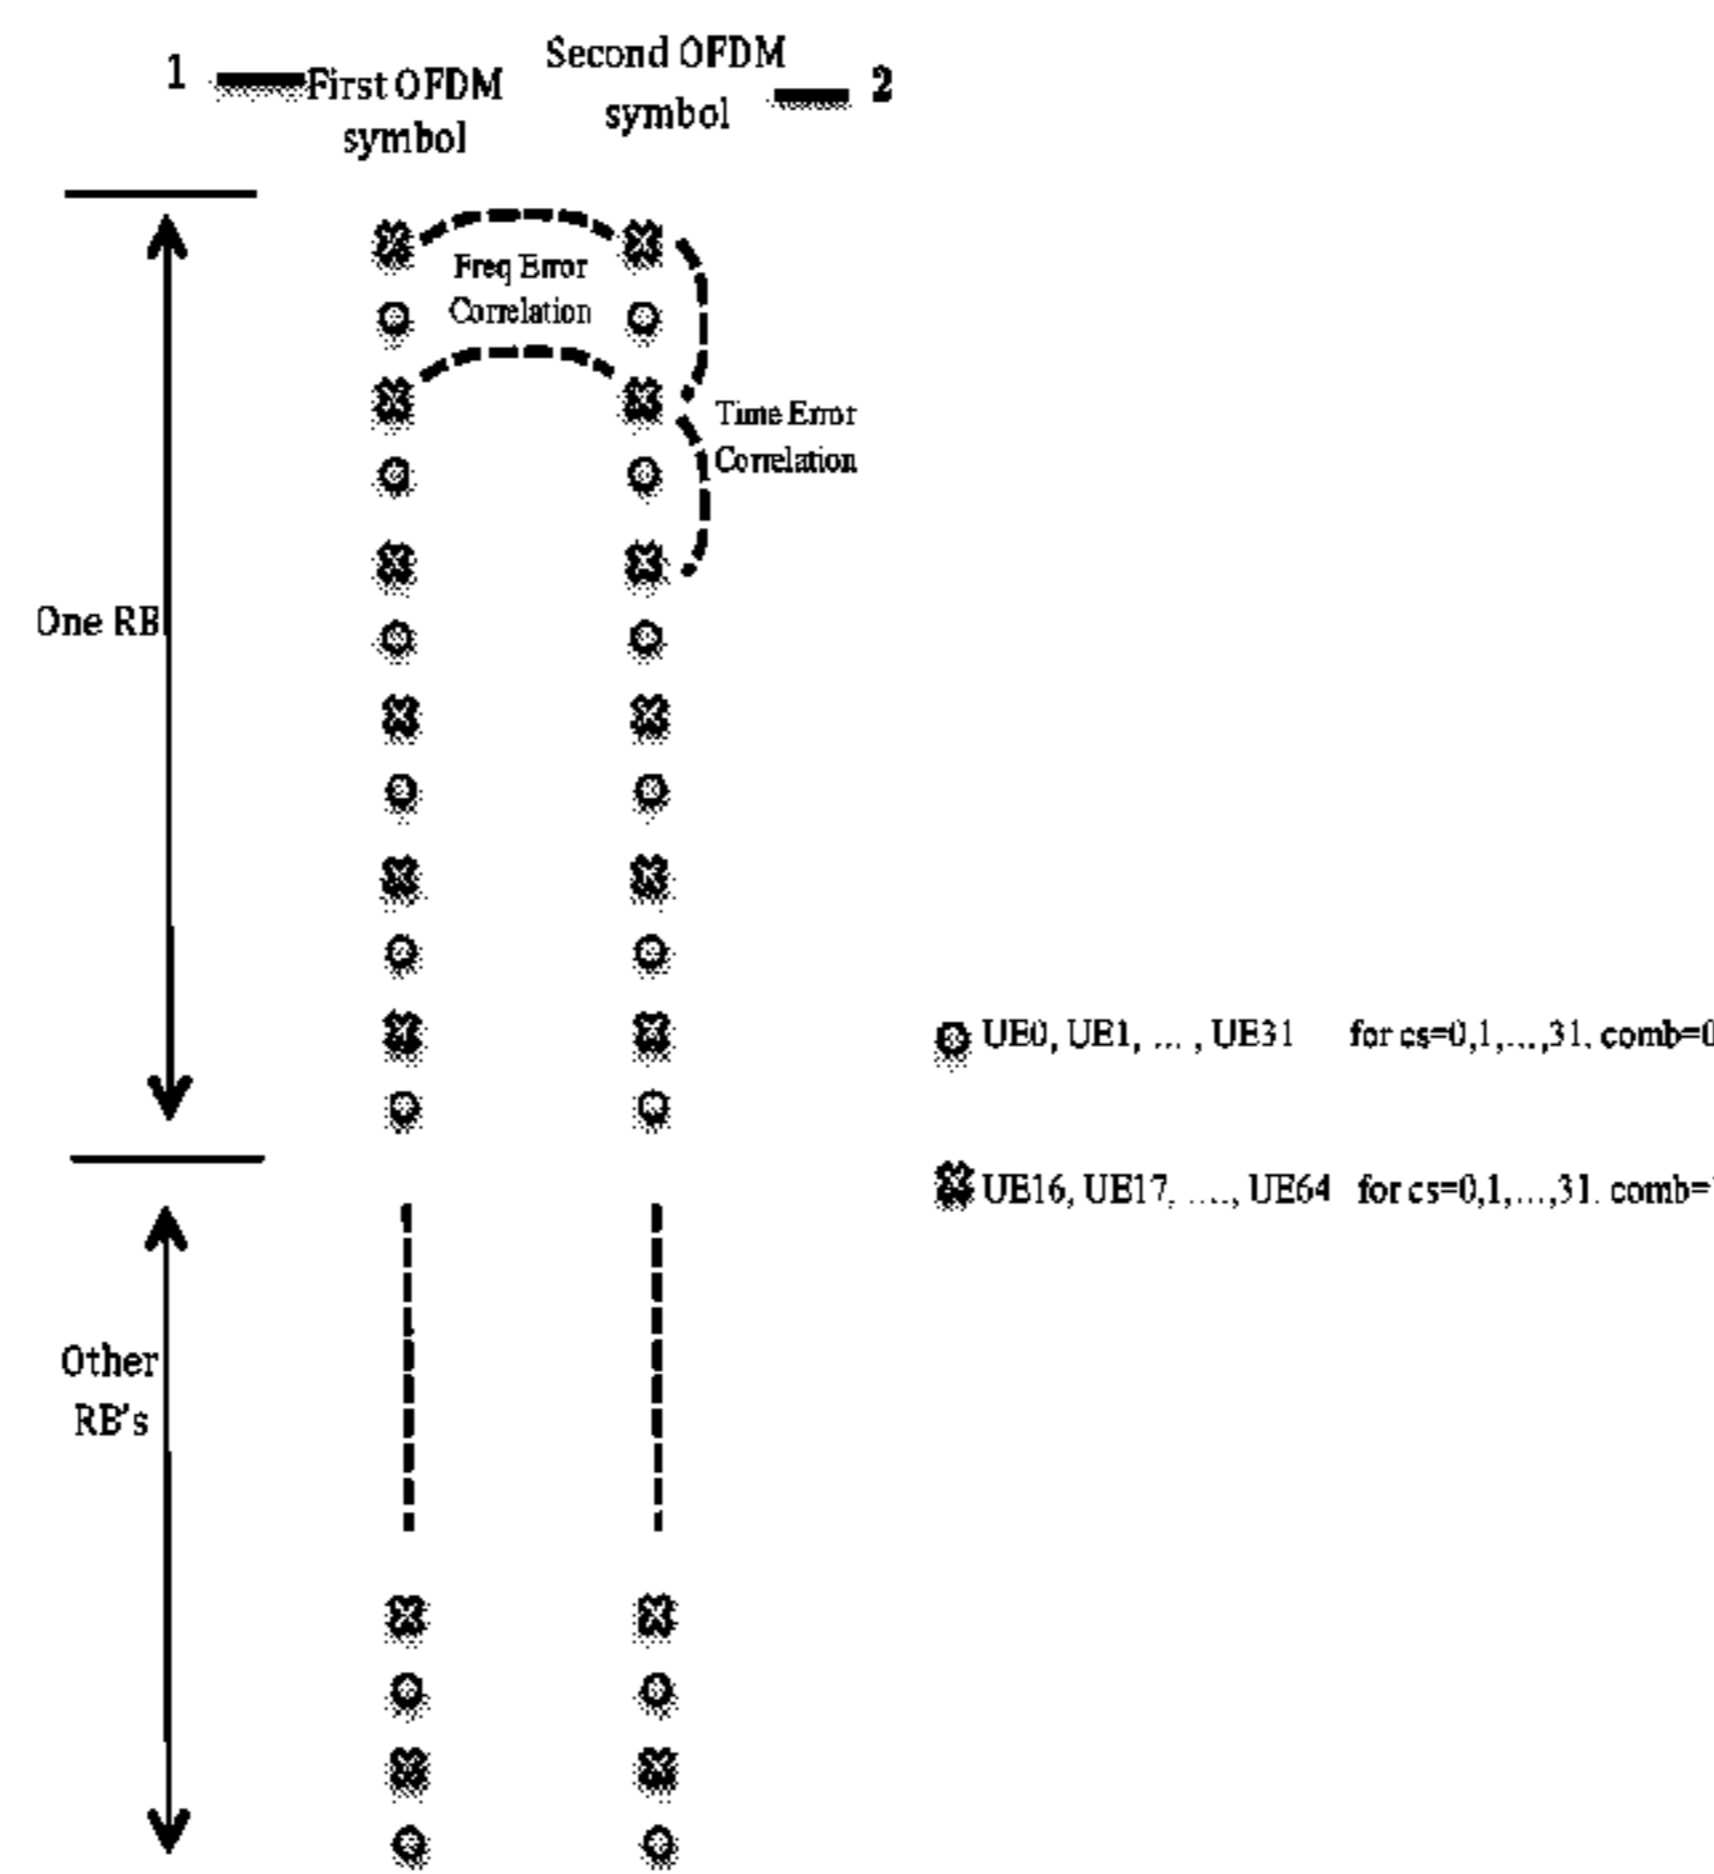 1
First OFDM
symbol
Second OFDM
symbol
2
Freq Error
Correlation
Time Error
Correlation
One RB
UE0, UE1, ... , UE31 for cs=0,1,...,31. comb=0
UE16, UE17, ...., UE64 for cs=0,1,...,31. comb=
Other
RB's